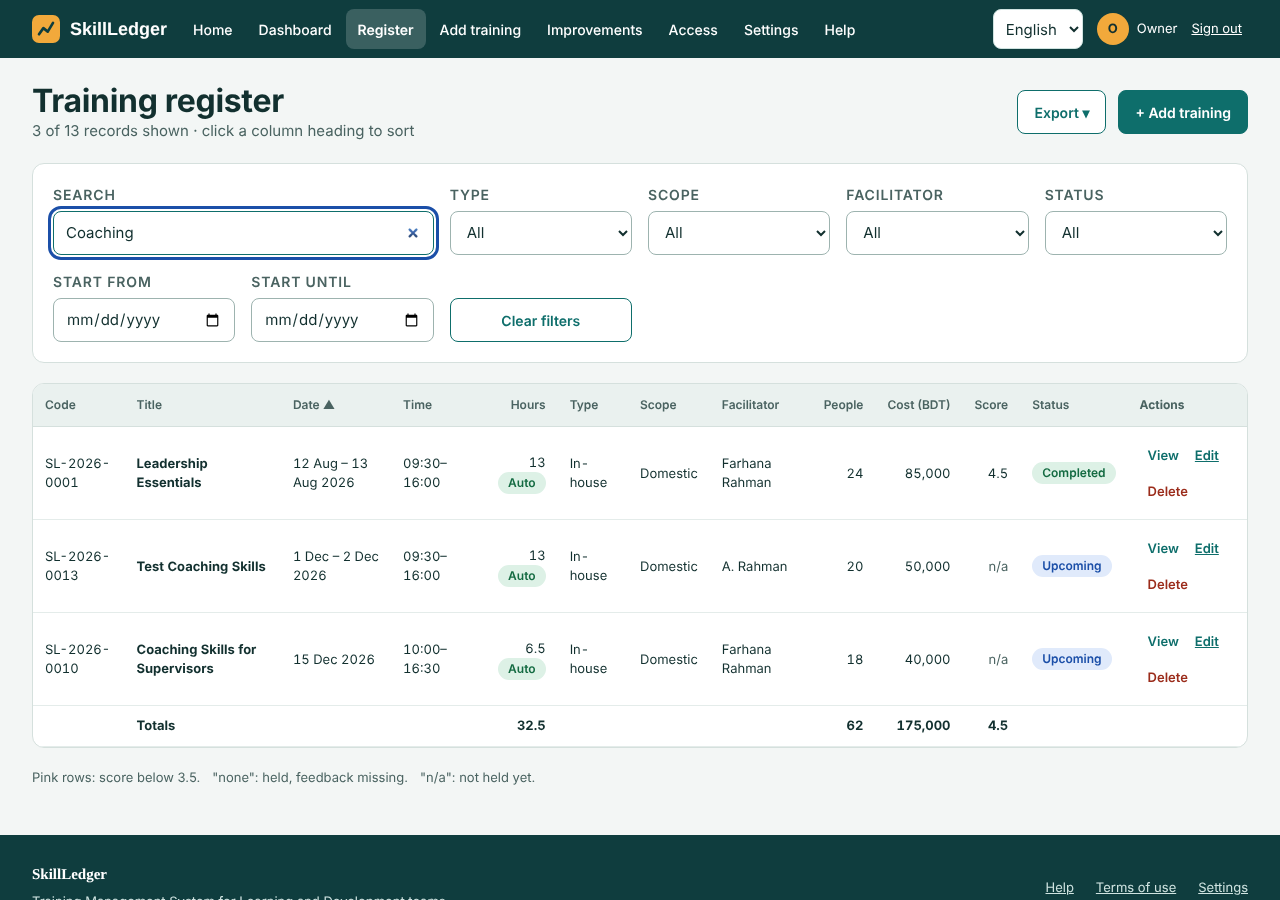 SkillLedger Home Dashboard Register Add training Improvements Access Settings Help English O Owner Sign out
Training register
3 of 13 records shown · click a column heading to sort
Export ▾ + Add training
SEARCH TYPE SCOPE FACILITATOR STATUS
Coaching × All All All All
START FROM START UNTIL
mm/dd/yyyy mm/dd/yyyy Clear filters
Code Title Date ▲ Time Hours Type Scope Facilitator People Cost (BDT) Score Status Actions
SL-2026-0001 Leadership Essentials 12 Aug – 13 Aug 2026 09:30–16:00 13 Auto In-house Domestic Farhana Rahman 24 85,000 4.5 Completed View Edit Delete
SL-2026-0013 Test Coaching Skills 1 Dec – 2 Dec 2026 09:30–16:00 13 Auto In-house Domestic A. Rahman 20 50,000 n/a Upcoming View Edit Delete
SL-2026-0010 Coaching Skills for Supervisors 15 Dec 2026 10:00–16:30 6.5 Auto In-house Domestic Farhana Rahman 18 40,000 n/a Upcoming View Edit Delete
Totals 32.5 62 175,000 4.5
Pink rows: score below 3.5. "none": held, feedback missing. "n/a": not held yet.
SkillLedger
Help Terms of use Settings
Training Management System for Learning and Development teams